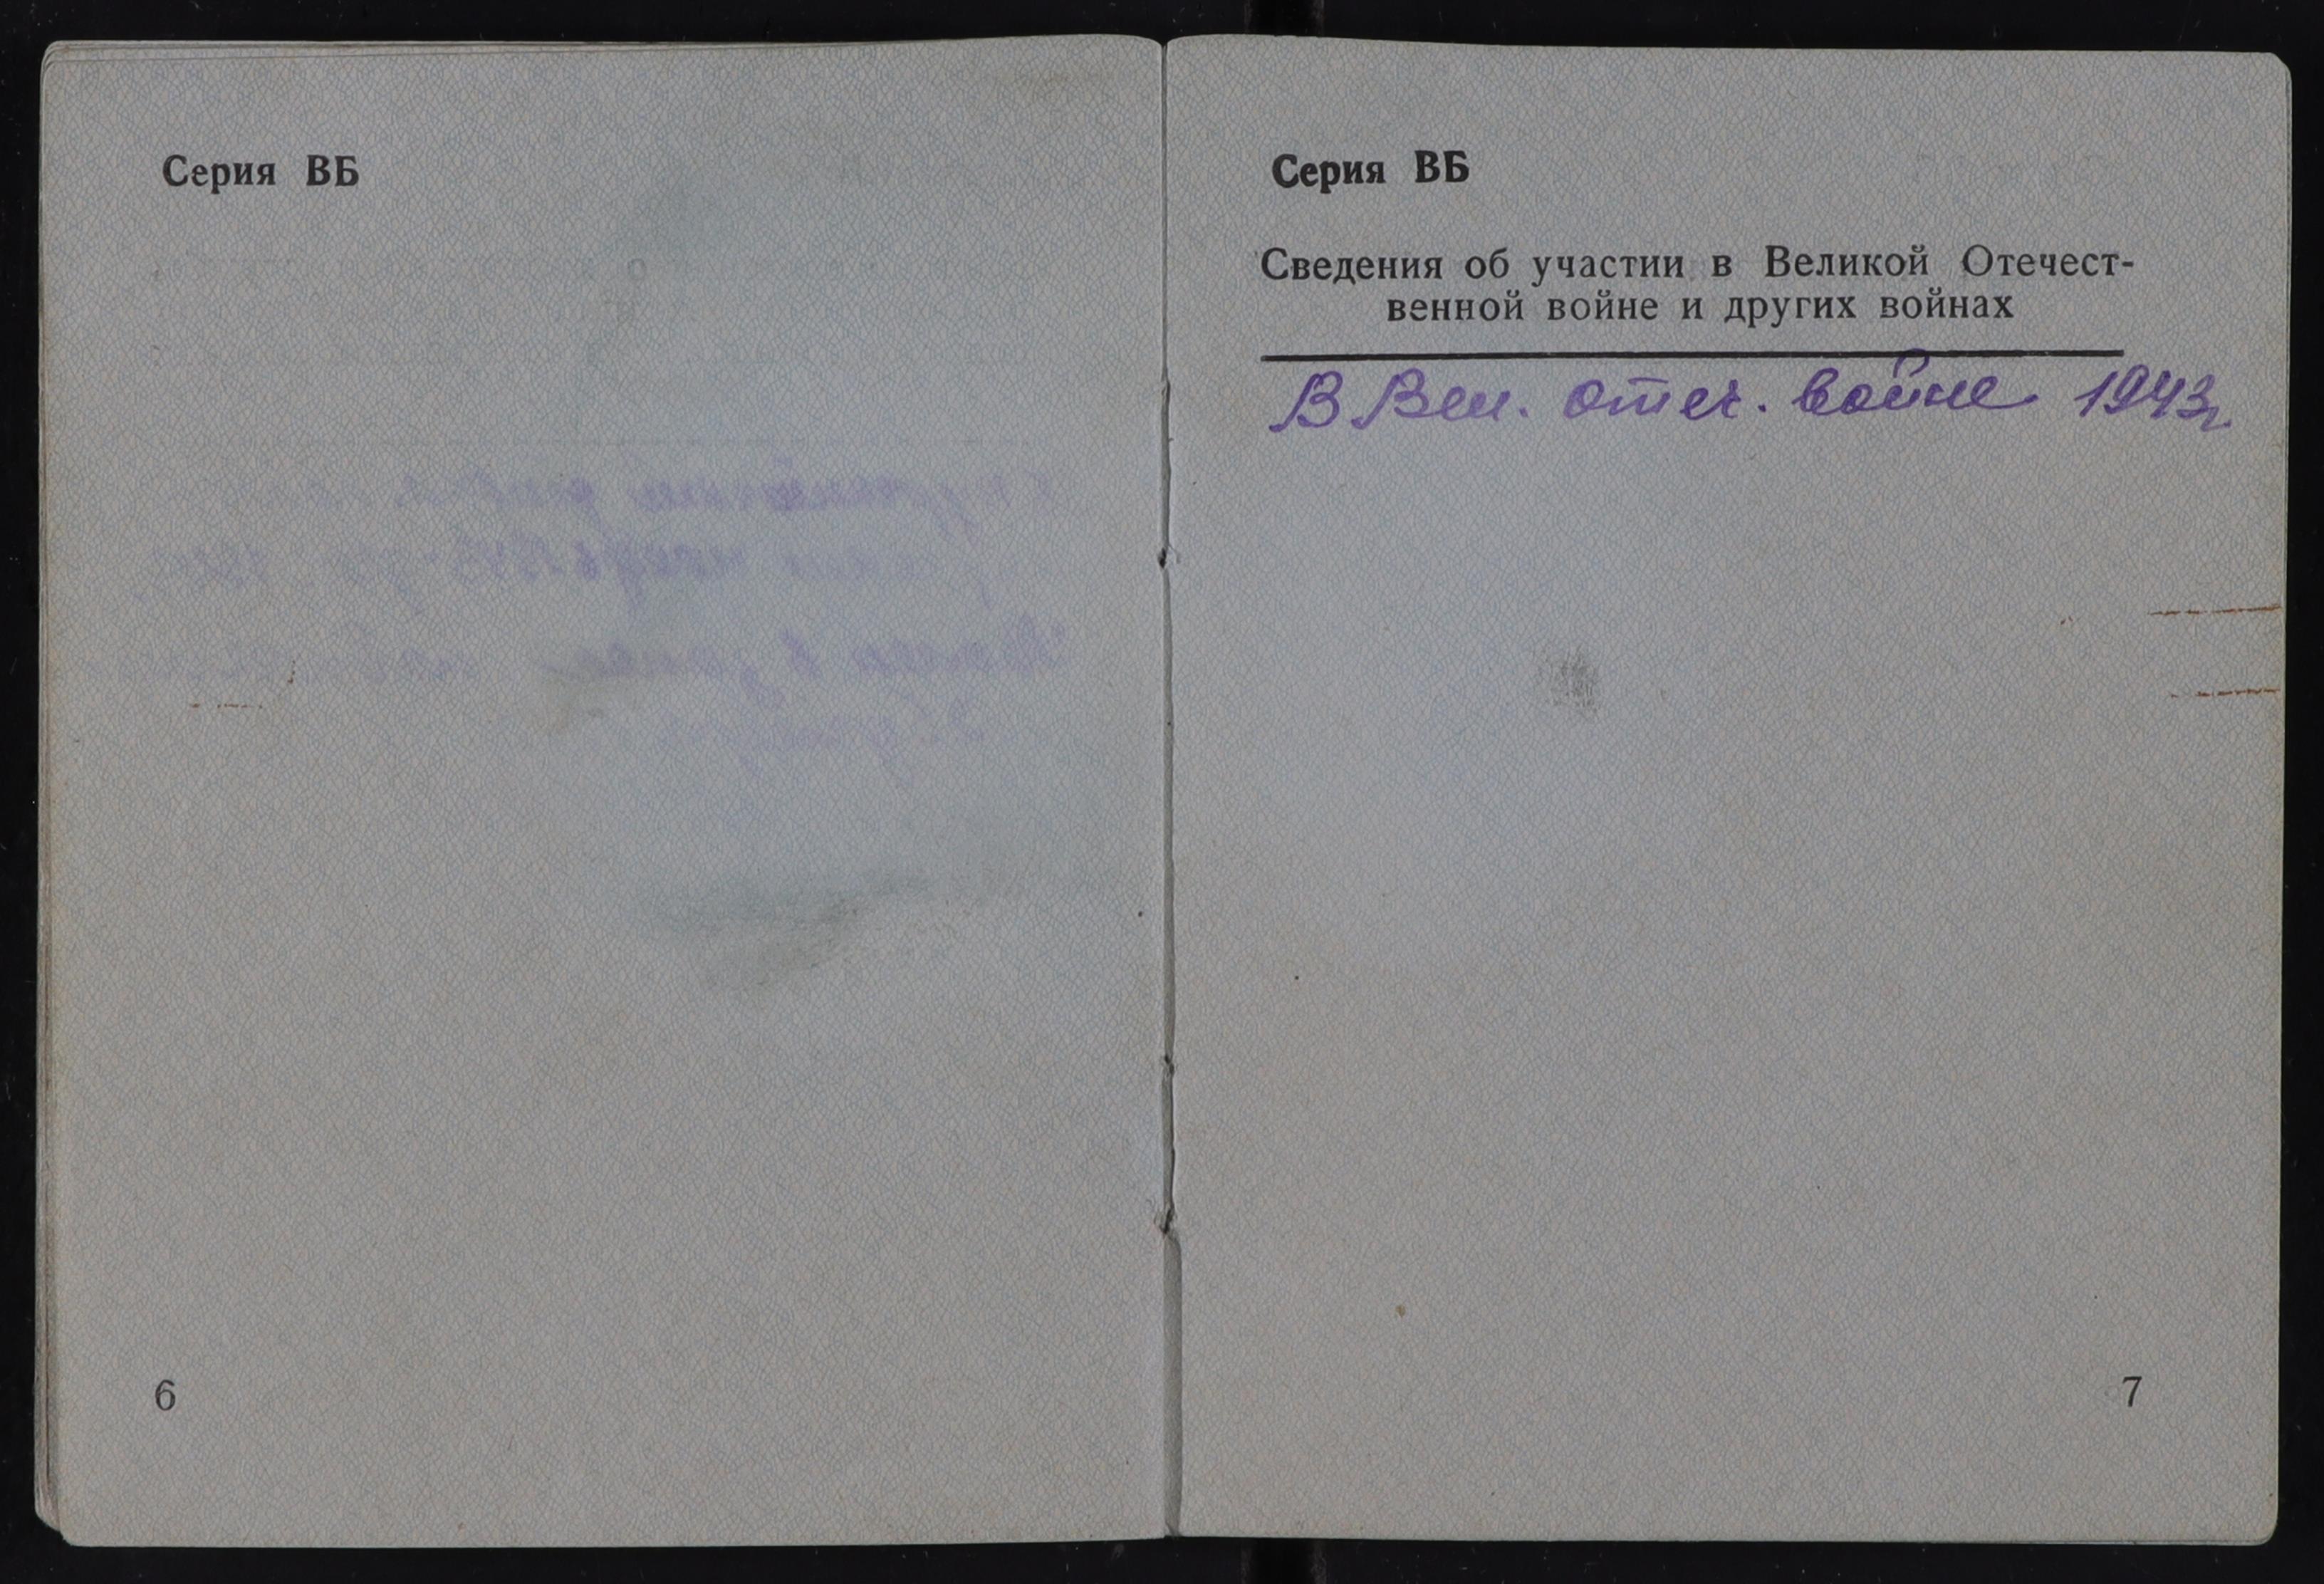 Серия ВБ
6
Серия ВБ
Сведения об участии в Великой Отечест-
венной войне и других войнах
В Вел. отеч. войне 1943г.
7